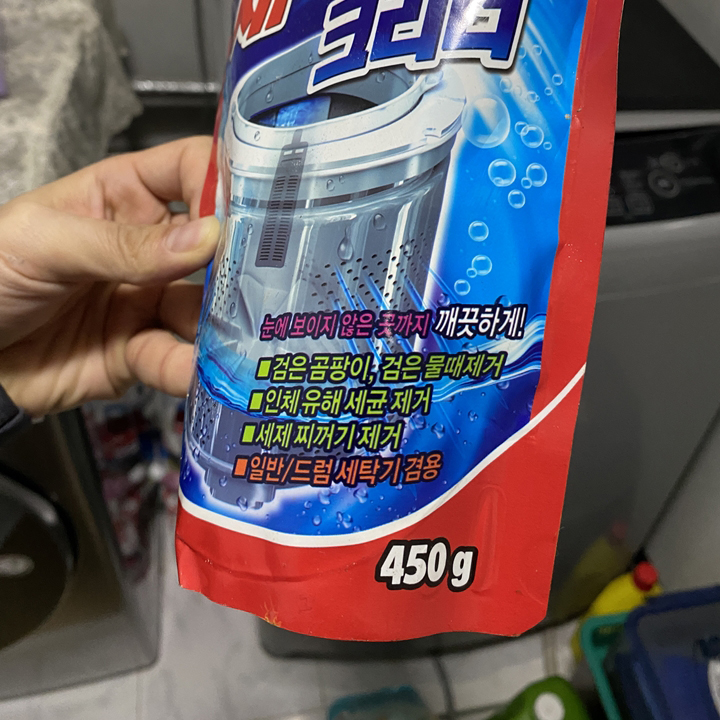 크리너
눈에 보이지 않은 곳까지 깨끗하게!
■검은 곰팡이, 검은 물때제거
■인체 유해 세균 제거
■세제 찌꺼기 제거
■일반/드럼 세탁기 겸용
450g